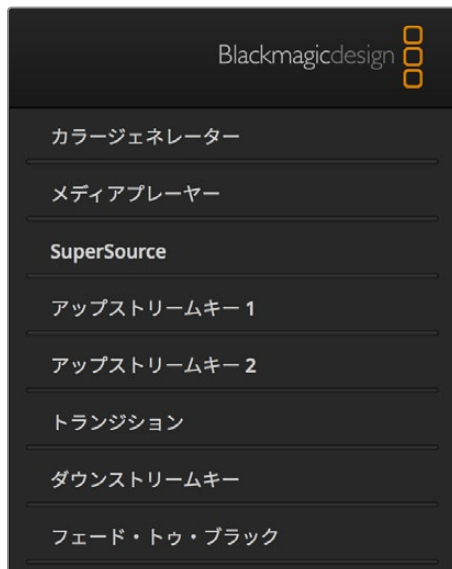 Blackmagicdesign
カラージェネレーター
メディアプレーヤー
SuperSource
アップストリームキー 1
アップストリームキー 2
トランジション
ダウンストリームキー
フェード・トゥ・ブラック